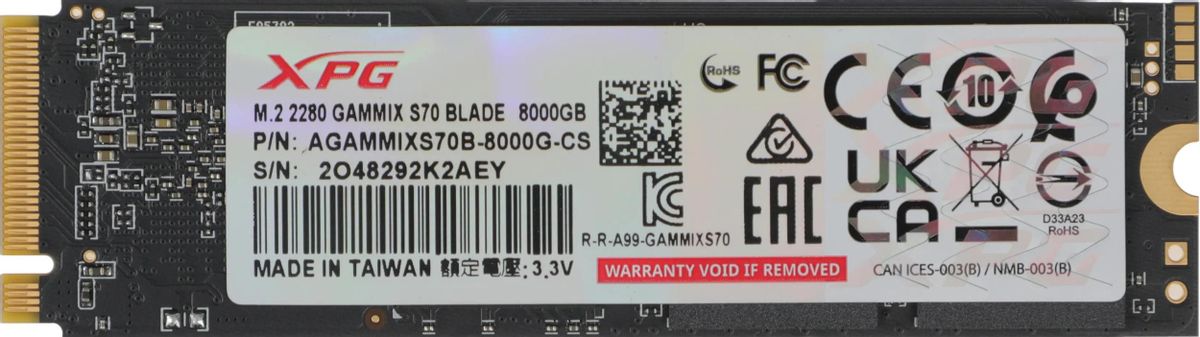 XPG
M.2 2280 GAMMIX S70 BLADE 8000GB
P/N: AGAMMIXS70B-8000G-CS
S/N: 2O48292K2AEY
MADE IN TAIWAN 額定電壓: 3.3V
R-R-A99-GAMMIXS70
WARRANTY VOID IF REMOVED
RoHS
FC
CE
10
EAC
UK
CA
D33A23
RoHS
CAN ICES-003(B) / NMB-003(B)